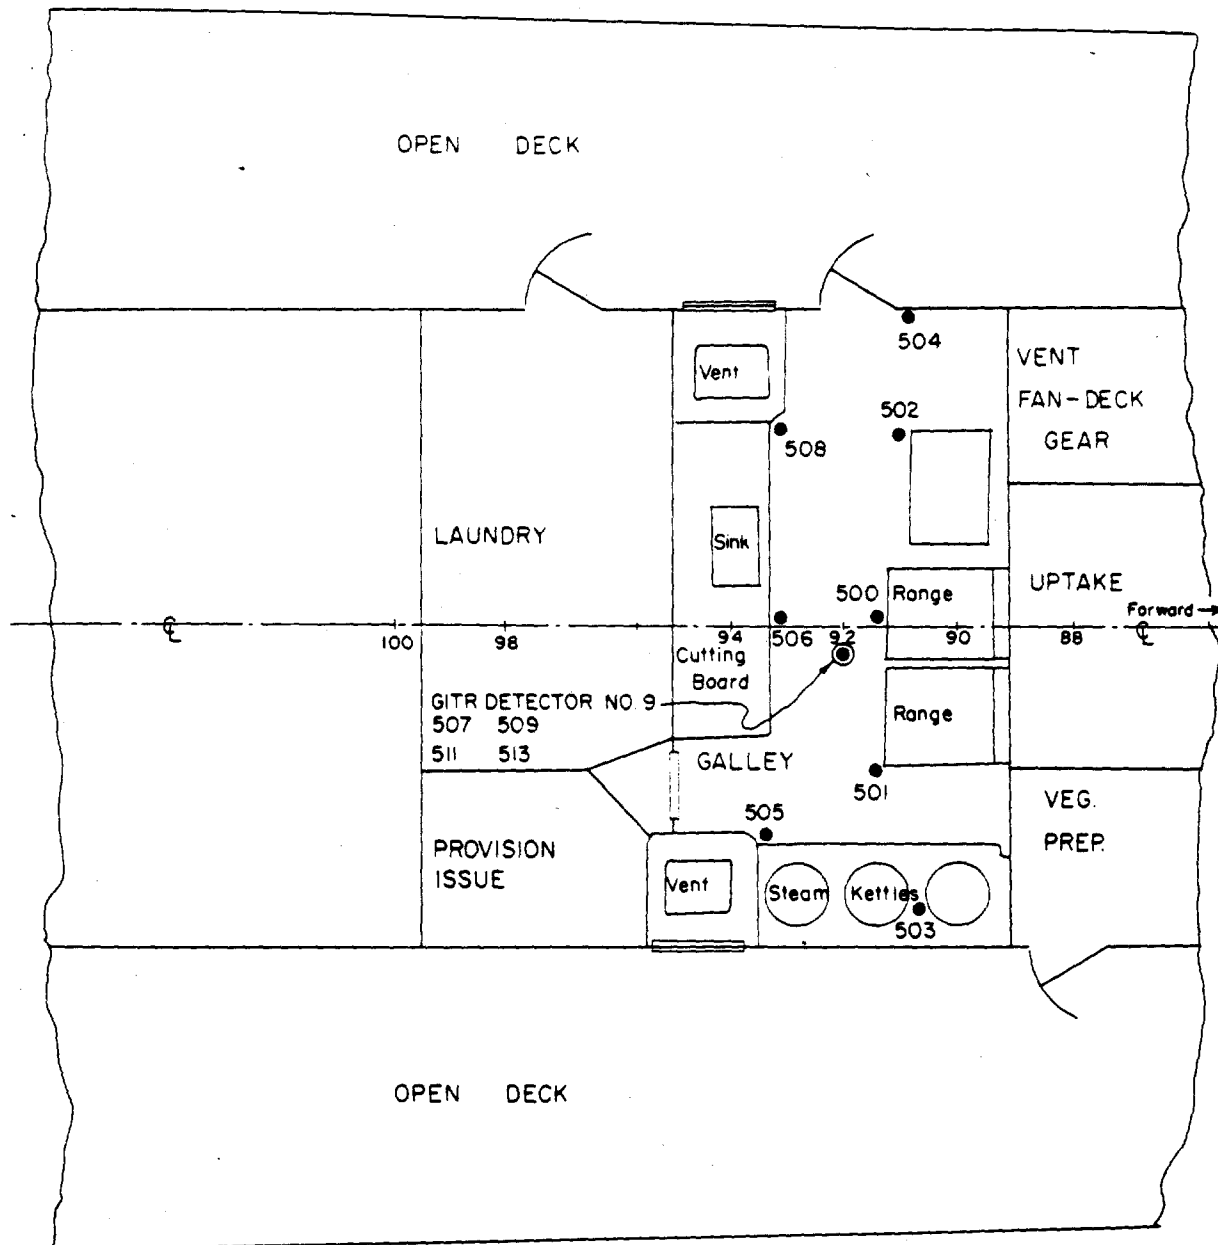 OPEN DECK
504
VENT
FAN-DECK
GEAR
Vent
502
508
LAUNDRY
Sink
500
Range
UPTAKE
Forward →
℄
100
98
94
506
92
90
88
℄
Cutting
Board
GITR DETECTOR NO. 9
507 509
511 513
Range
GALLEY
501
505
VEG.
PREP.
PROVISION
ISSUE
Vent
Steam Kettles
503
OPEN DECK